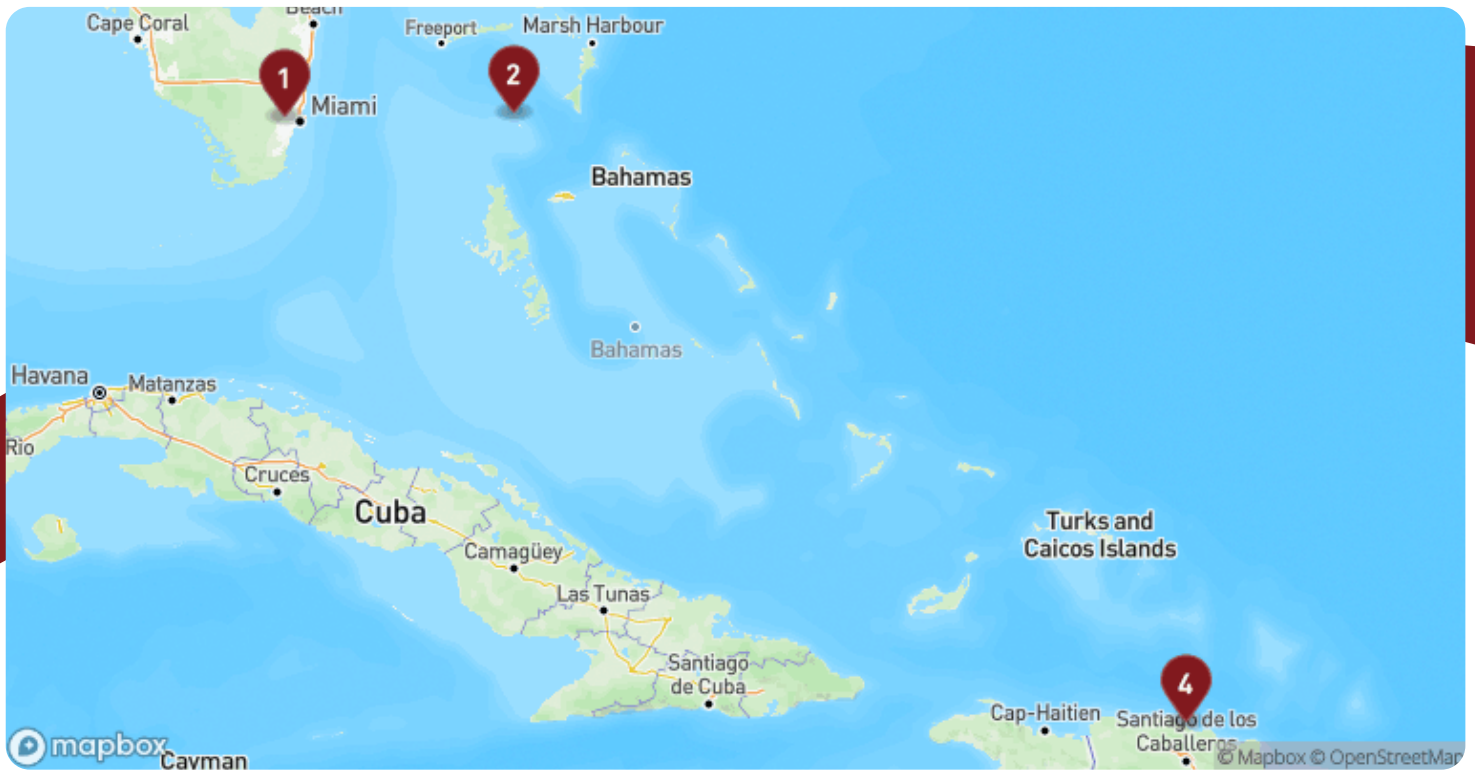 Beach
Cape Coral
Freeport
Marsh Harbour
1
2
Miami
Bahamas
Bahamas
Havana
Matanzas
Rio
Cruces
Cuba
Camagüey
Las Tunas
Turks and
Caicos Islands
Santiago
de Cuba
4
Cap-Haitien
Santiago de los
Caballeros
mapbox
Cayman
© Mapbox © OpenStreetMap